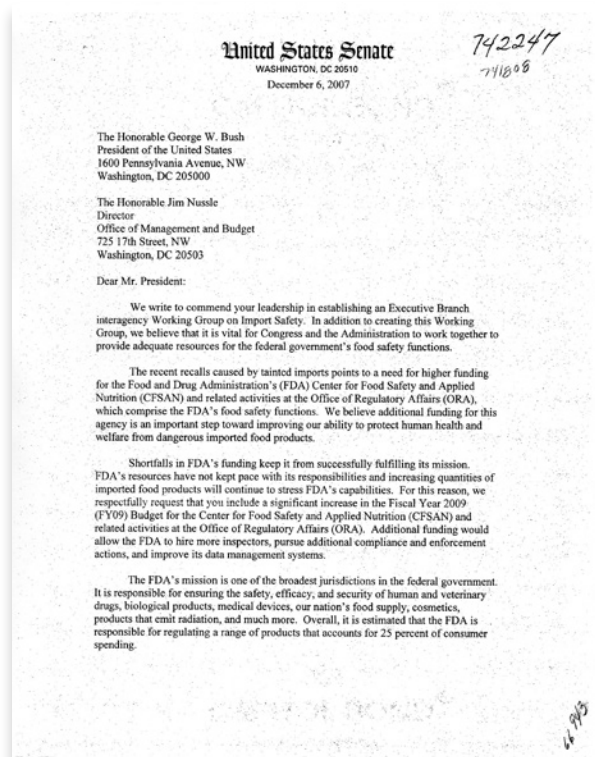 United States Senate
742247
WASHINGTON, DC 20510
741808
December 6, 2007
The Honorable George W. Bush
President of the United States
1600 Pennsylvania Avenue, NW
Washington, DC 205000
The Honorable Jim Nussle
Director
Office of Management and Budget
725 17th Street, NW
Washington, DC 20503
Dear Mr. President:
We write to commend your leadership in establishing an Executive Branch
interagency Working Group on Import Safety. In addition to creating this Working
Group, we believe that it is vital for Congress and the Administration to work together to
provide adequate resources for the federal government's food safety functions.
The recent recalls caused by tainted imports points to a need for higher funding
for the Food and Drug Administration's (FDA) Center for Food Safety and Applied
Nutrition (CFSAN) and related activities at the Office of Regulatory Affairs (ORA),
which comprise the FDA's food safety functions. We believe additional funding for this
agency is an important step toward improving our ability to protect human health and
welfare from dangerous imported food products.
Shortfalls in FDA's funding keep it from successfully fulfilling its mission.
FDA's resources have not kept pace with its responsibilities and increasing quantities of
imported food products will continue to stress FDA's capabilities. For this reason, we
respectfully request that you include a significant increase in the Fiscal Year 2009
(FY09) Budget for the Center for Food Safety and Applied Nutrition (CFSAN) and
related activities at the Office of Regulatory Affairs (ORA). Additional funding would
allow the FDA to hire more inspectors, pursue additional compliance and enforcement
actions, and improve its data management systems.
The FDA's mission is one of the broadest jurisdictions in the federal government.
It is responsible for ensuring the safety, efficacy, and security of human and veterinary
drugs, biological products, medical devices, our nation's food supply, cosmetics,
products that emit radiation, and much more. Overall, it is estimated that the FDA is
responsible for regulating a range of products that accounts for 25 percent of consumer
spending.